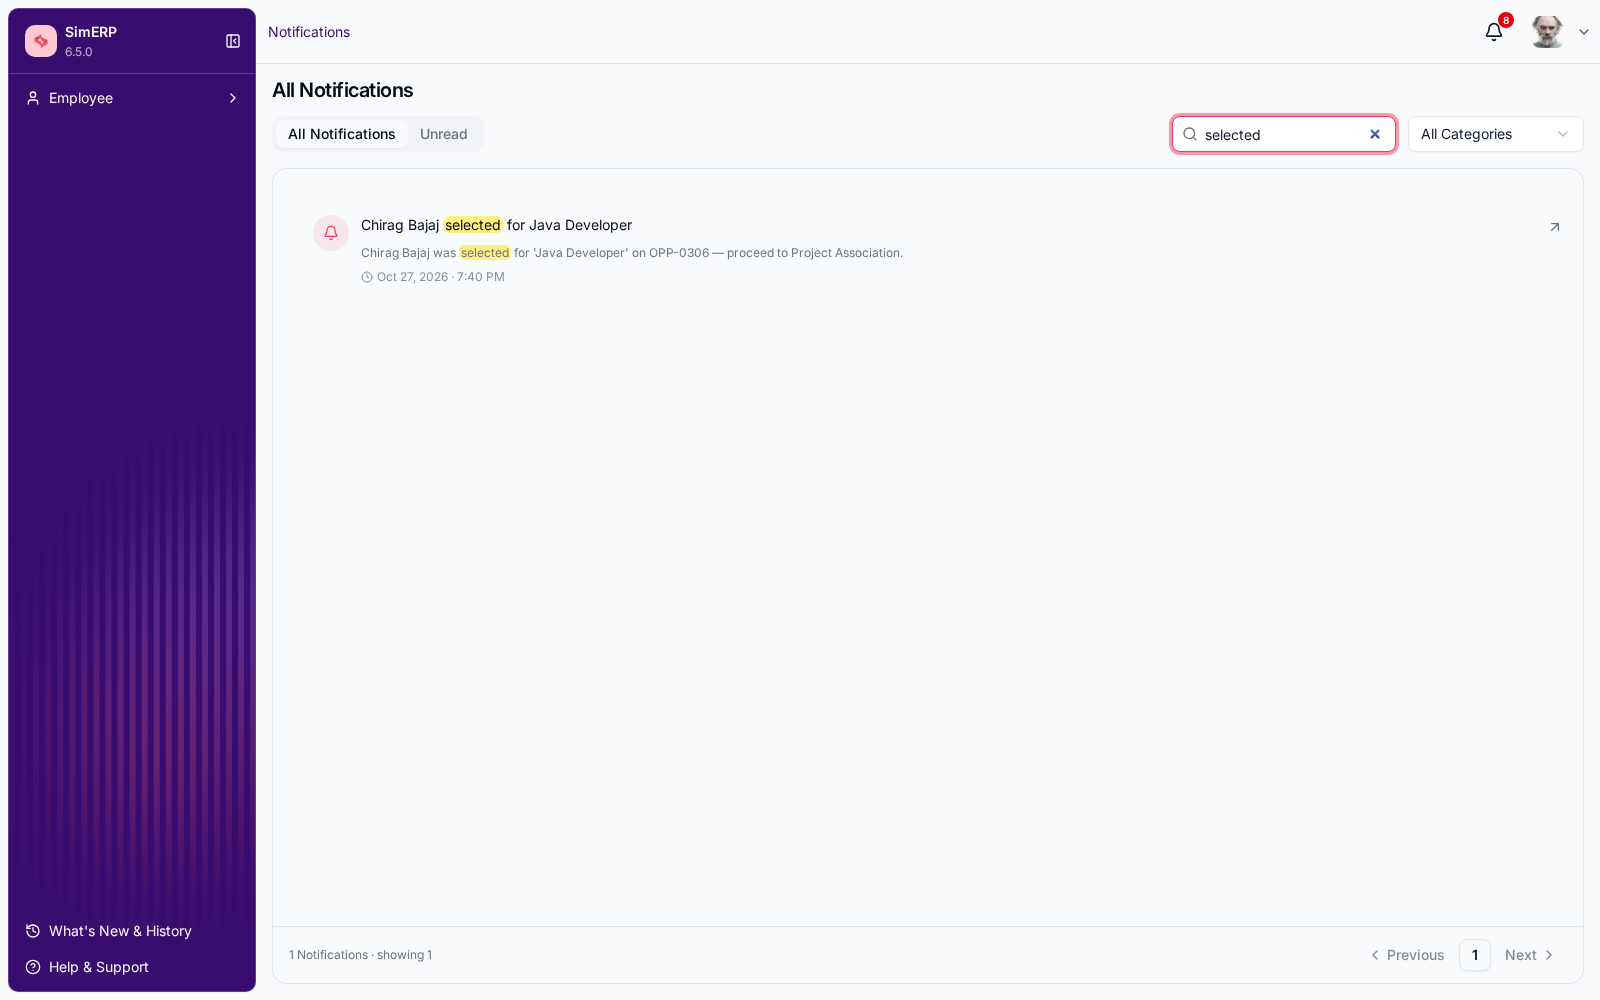 SimERP
6.5.0
Employee
What's New & History
Help & Support
Notifications
8
All Notifications
All Notifications
Unread
selected
All Categories
Chirag Bajaj selected for Java Developer
Chirag Bajaj was selected for 'Java Developer' on OPP-0306 — proceed to Project Association.
Oct 27, 2026 · 7:40 PM
1 Notifications · showing 1
Previous
1
Next